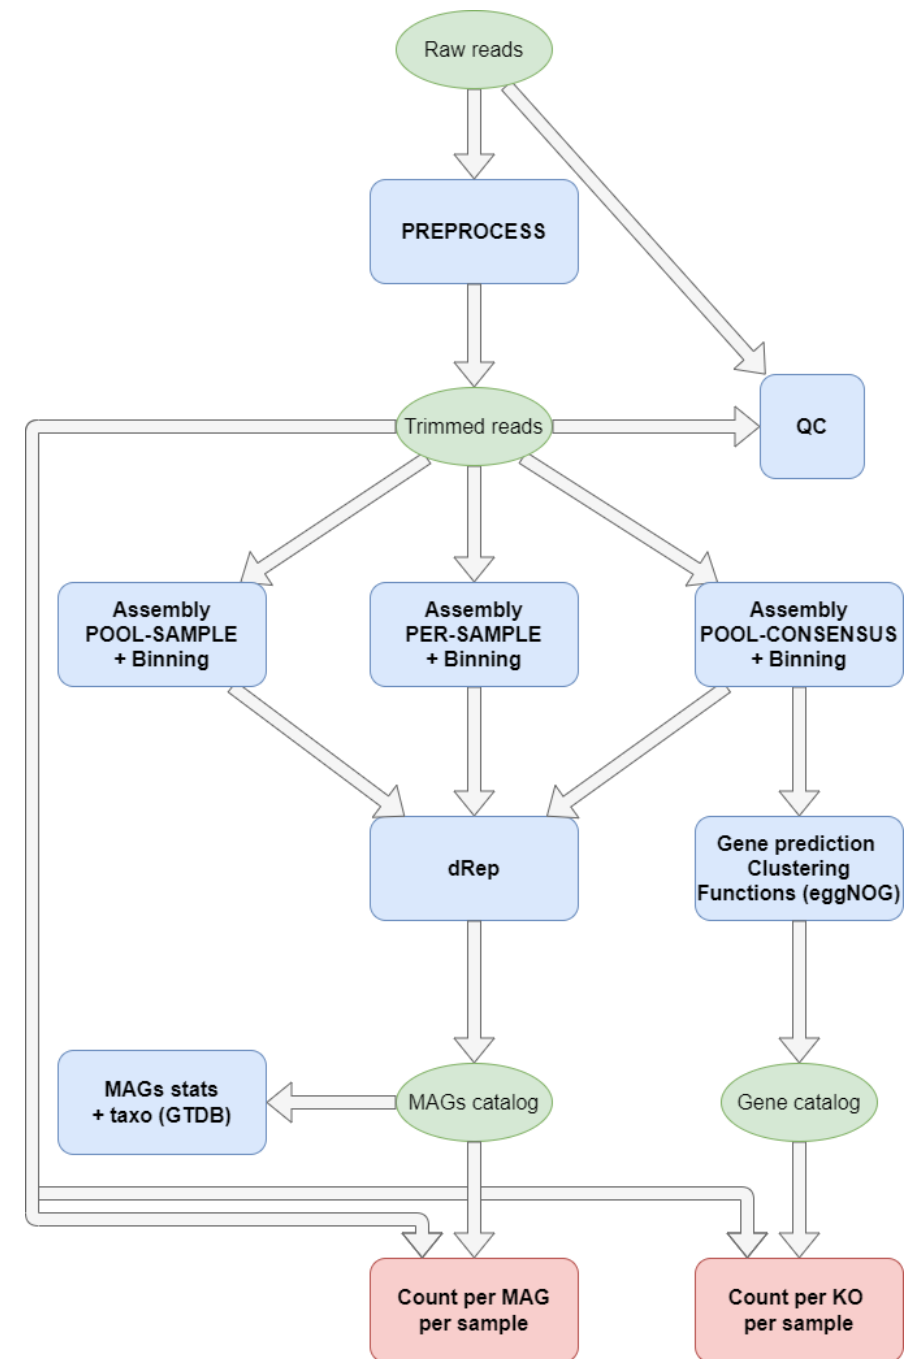 Raw reads
PREPROCESS
Trimmed reads
QC
Assembly
POOL-SAMPLE
+ Binning
Assembly
PER-SAMPLE
+ Binning
Assembly
POOL-CONSENSUS
+ Binning
dRep
Gene prediction
Clustering
Functions (eggNOG)
MAGs stats
+ taxo (GTDB)
MAGs catalog
Gene catalog
Count per MAG
per sample
Count per KO
per sample